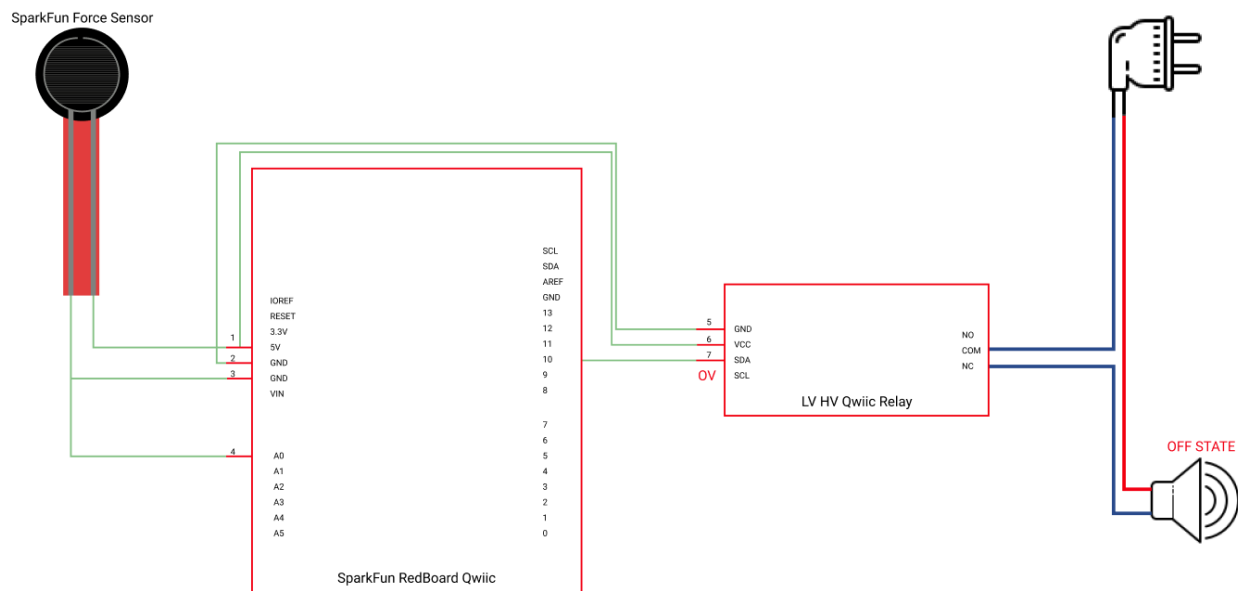 SparkFun Force Sensor
IOREF
RESET
3.3V
5V
GND
GND
VIN
A0
A1
A2
A3
A4
A5
1
2
3
4
SCL
SDA
AREF
GND
13
12
11
10
9
8
7
6
5
4
3
2
1
0
SparkFun RedBoard Qwiic
5
6
7
0V
GND
VCC
SDA
SCL
NO
COM
NC
LV HV Qwiic Relay
OFF STATE